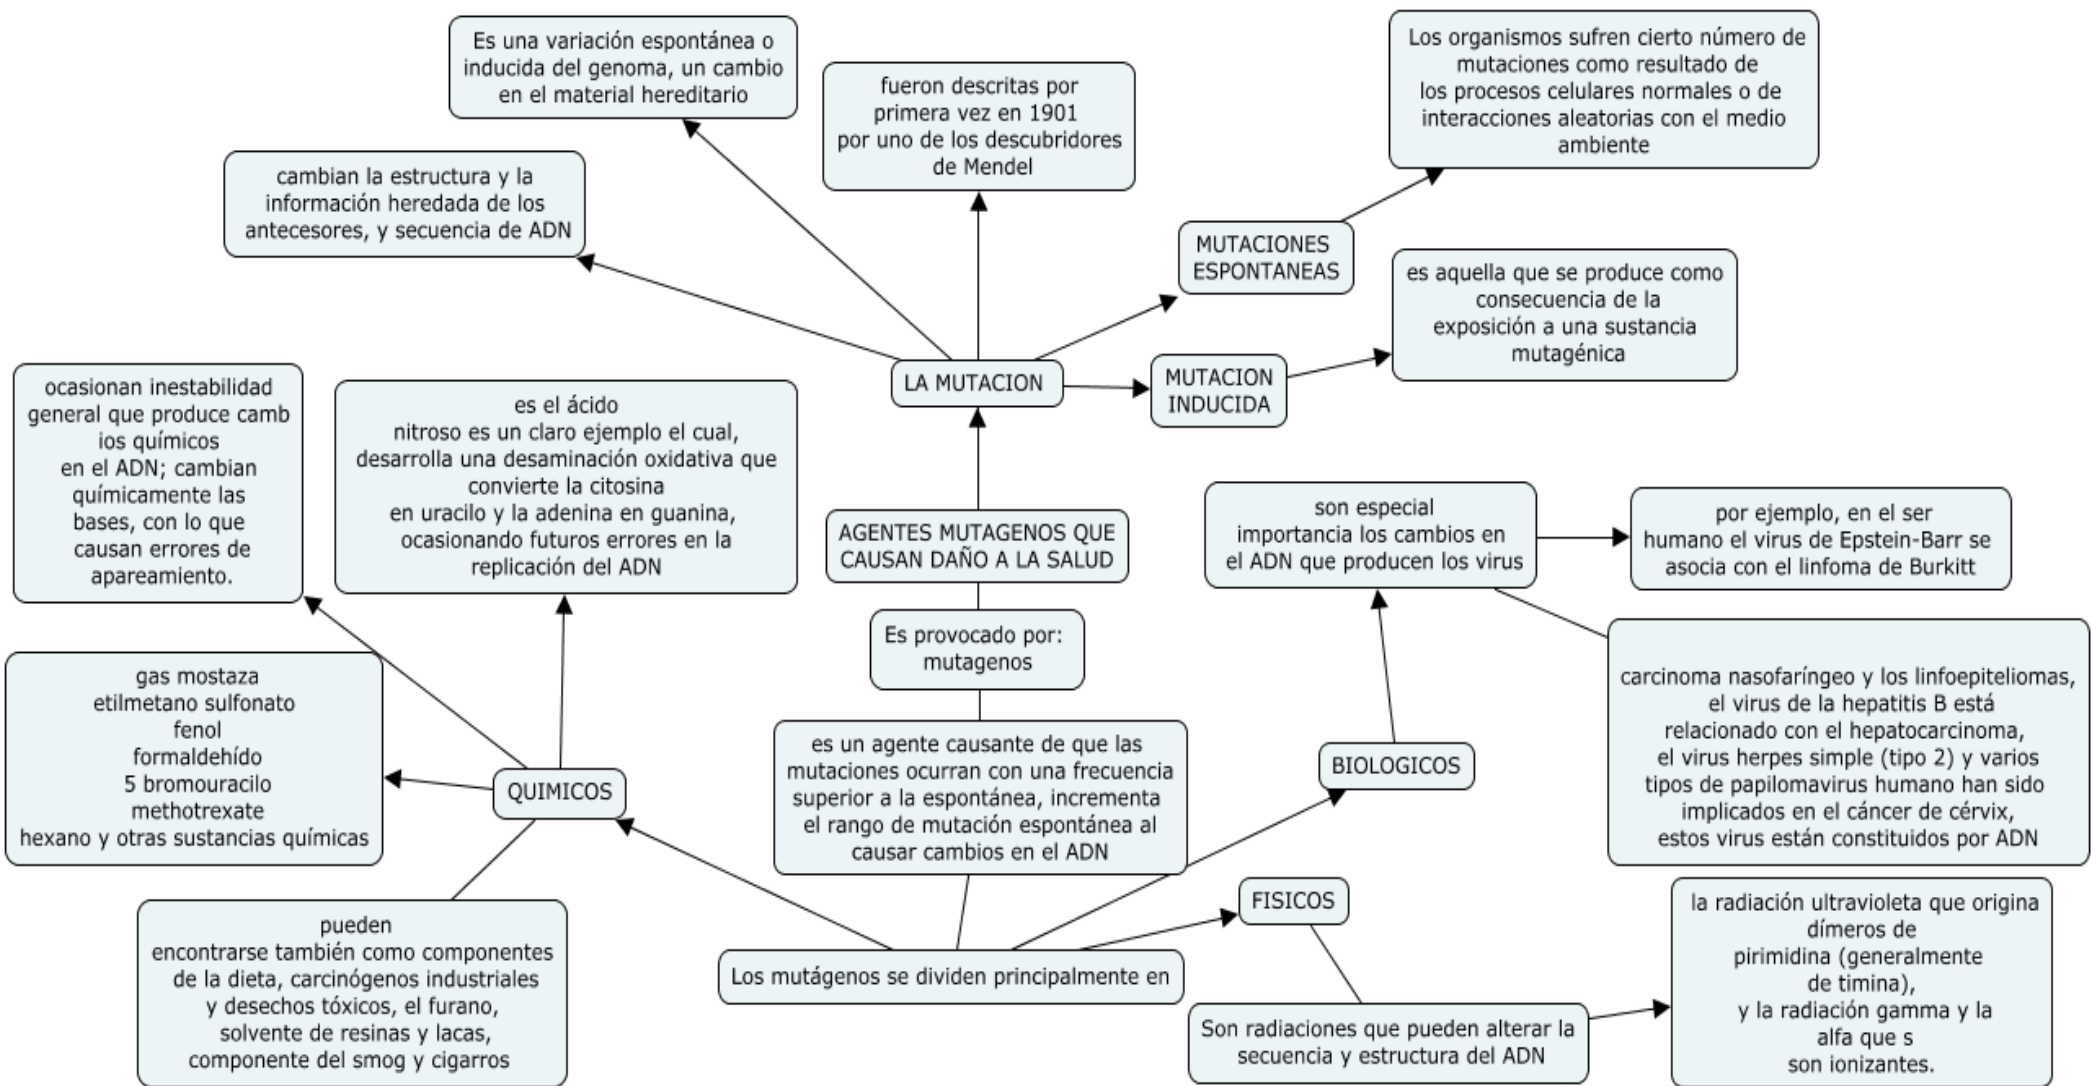 Es una variación espontánea o
inducida del genoma, un cambio
en el material hereditario
fueron descritas por
primera vez en 1901
por uno de los descubridores
de Mendel
Los organismos sufren cierto número de
mutaciones como resultado de
los procesos celulares normales o de
interacciones aleatorias con el medio
ambiente
cambian la estructura y la
información heredada de los
antecesores, y secuencia de ADN
MUTACIONES
ESPONTANEAS
es aquella que se produce como
consecuencia de la
exposición a una sustancia
mutagénica
LA MUTACION
MUTACION
INDUCIDA
ocasionan inestabilidad
general que produce camb
ios químicos
en el ADN; cambian
químicamente las
bases, con lo que
causan errores de
apareamiento.
es el ácido
nitroso es un claro ejemplo el cual,
desarrolla una desaminación oxidativa que
convierte la citosina
en uracilo y la adenina en guanina,
ocasionando futuros errores en la
replicación del ADN
AGENTES MUTAGENOS QUE
CAUSAN DAÑO A LA SALUD
son especial
importancia los cambios en
el ADN que producen los virus
por ejemplo, en el ser
humano el virus de Epstein-Barr se
asocia con el linfoma de Burkitt
Es provocado por:
mutagenos
gas mostaza
etilmetano sulfonato
fenol
formaldehído
5 bromouracilo
methotrexate
hexano y otras sustancias químicas
QUIMICOS
es un agente causante de que las
mutaciones ocurran con una frecuencia
superior a la espontánea, incrementa
el rango de mutación espontánea al
causar cambios en el ADN
BIOLOGICOS
carcinoma nasofaríngeo y los linfoepiteliomas,
el virus de la hepatitis B está
relacionado con el hepatocarcinoma,
el virus herpes simple (tipo 2) y varios
tipos de papilomavirus humano han sido
implicados en el cáncer de cérvix,
estos virus están constituidos por ADN
pueden
encontrarse también como componentes
de la dieta, carcinógenos industriales
y desechos tóxicos, el furano,
solvente de resinas y lacas,
componente del smog y cigarros
Los mutágenos se dividen principalmente en
FISICOS
Son radiaciones que pueden alterar la
secuencia y estructura del ADN
la radiación ultravioleta que origina
dímeros de
pirimidina (generalmente
de timina),
y la radiación gamma y la
alfa que s
son ionizantes.